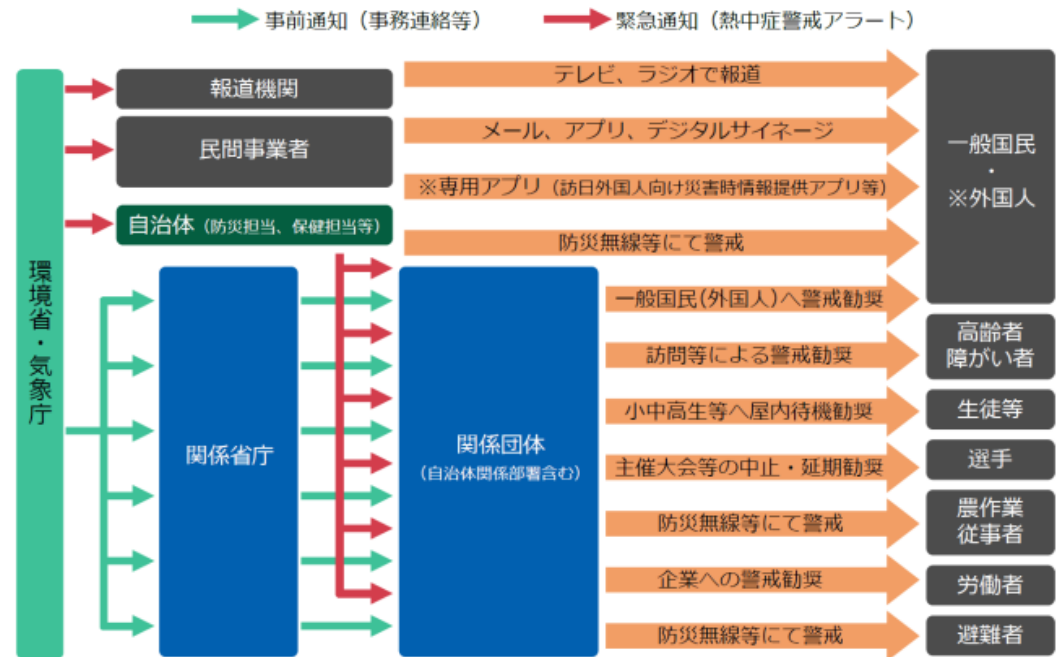 事前通知（事務連絡等）
緊急通知（熱中症警戒アラート）
環境省・気象庁
報道機関
民間事業者
自治体（防災担当、保健担当等）
関係省庁
関係団体
（自治体関係部署含む）
テレビ、ラジオで報道
メール、アプリ、デジタルサイネージ
※専用アプリ（訪日外国人向け災害時情報提供アプリ等）
防災無線等にて警戒
一般国民(外国人)へ警戒勧奨
訪問等による警戒勧奨
小中高生等へ屋内待機勧奨
主催大会等の中止・延期勧奨
防災無線等にて警戒
企業への警戒勧奨
防災無線等にて警戒
一般国民
・
※外国人
高齢者
障がい者
生徒等
選手
農作業
従事者
労働者
避難者